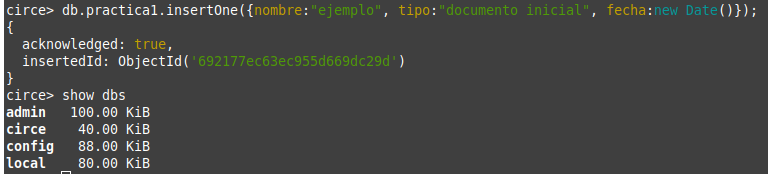 circe> db.practica1.insertOne({nombre:"ejemplo", tipo:"documento inicial", fecha:new Date()});
{
  acknowledged: true,
  insertedId: ObjectId('692177ec63ec955d669dc29d')
}
circe> show dbs
admin   100.00 KiB
circe    40.00 KiB
config   88.00 KiB
local    80.00 KiB